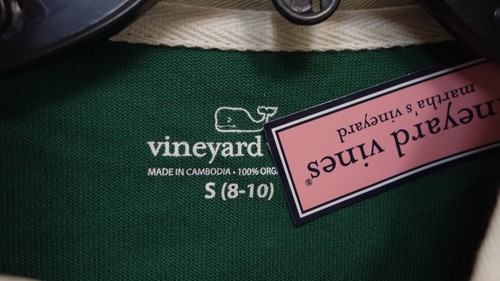 vineyard
MADE IN CAMBODIA • 100% ORG
S (8-10)
neyard vines®
martha's vineyard